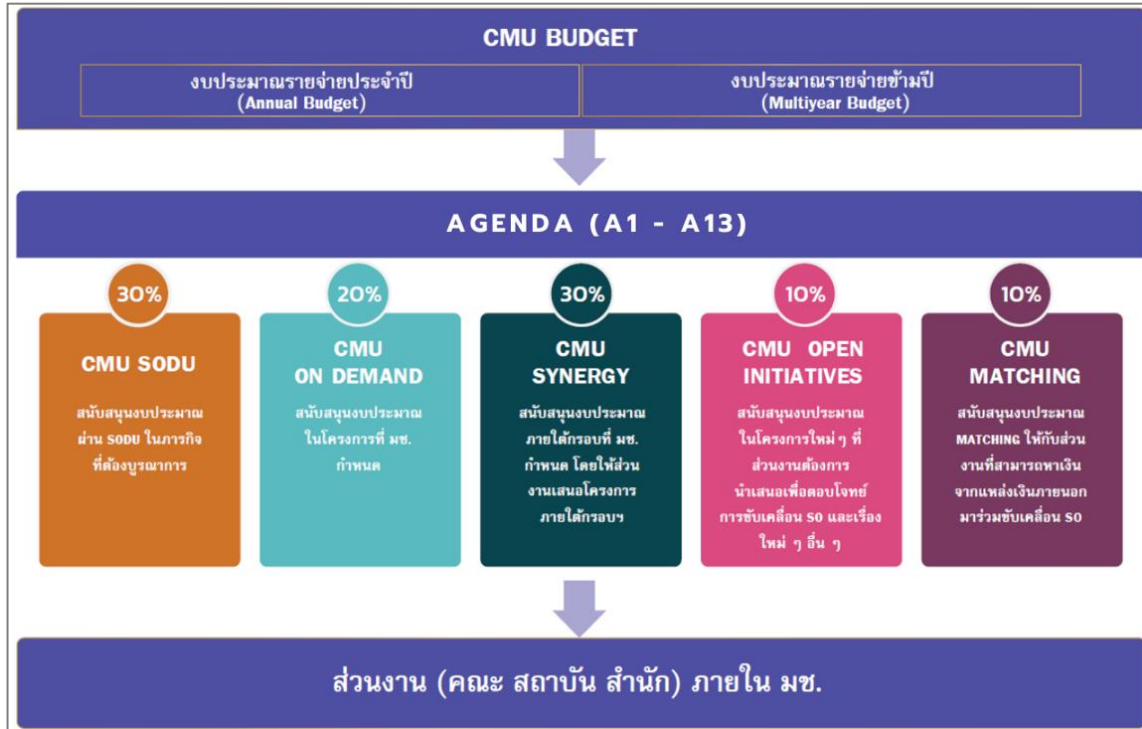 CMU BUDGET
งบประมาณรายจ่ายประจำปี
(Annual Budget)
งบประมาณรายจ่ายข้ามปี
(Multiyear Budget)
AGENDA (A1 - A13)
30%
CMU SODU
สนับสนุนงบประมาณ
ผ่าน SODU ในภารกิจ
ที่ต้องบูรณาการ
20%
CMU
ON DEMAND
สนับสนุนงบประมาณ
ในโครงการที่ มช.
กำหนด
30%
CMU
SYNERGY
สนับสนุนงบประมาณ
ภายใต้กรอบที่ มช.
กำหนด โดยให้ส่วน
งานเสนอโครงการ
ภายใต้กรอบฯ
10%
CMU OPEN
INITIATIVES
สนับสนุนงบประมาณ
ในโครงการใหม่ ๆ ที่
ส่วนงานต้องการ
นำเสนอเพื่อตอบโจทย์
การขับเคลื่อน SO และเรื่อง
ใหม่ ๆ อื่น ๆ
10%
CMU
MATCHING
สนับสนุนงบประมาณ
MATCHING ให้กับส่วน
งานที่สามารถหาเงิน
จากแหล่งเงินภายนอก
มาร่วมขับเคลื่อน SO
ส่วนงาน (คณะ สถาบัน สำนัก) ภายใน มช.